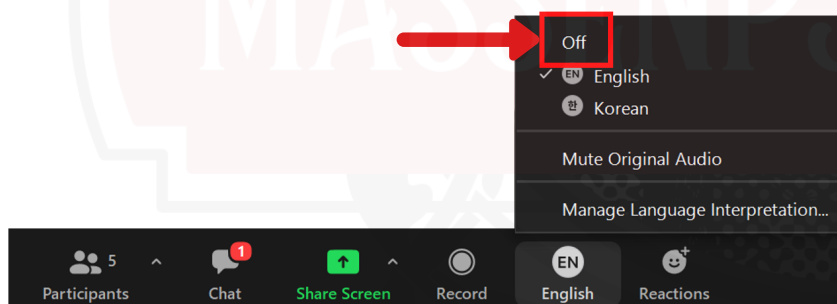 MASSENP
Off
EN English
한 Korean
Mute Original Audio
Manage Language Interpretation...
5
1
EN
Participants
Chat
Share Screen
Record
English
Reactions